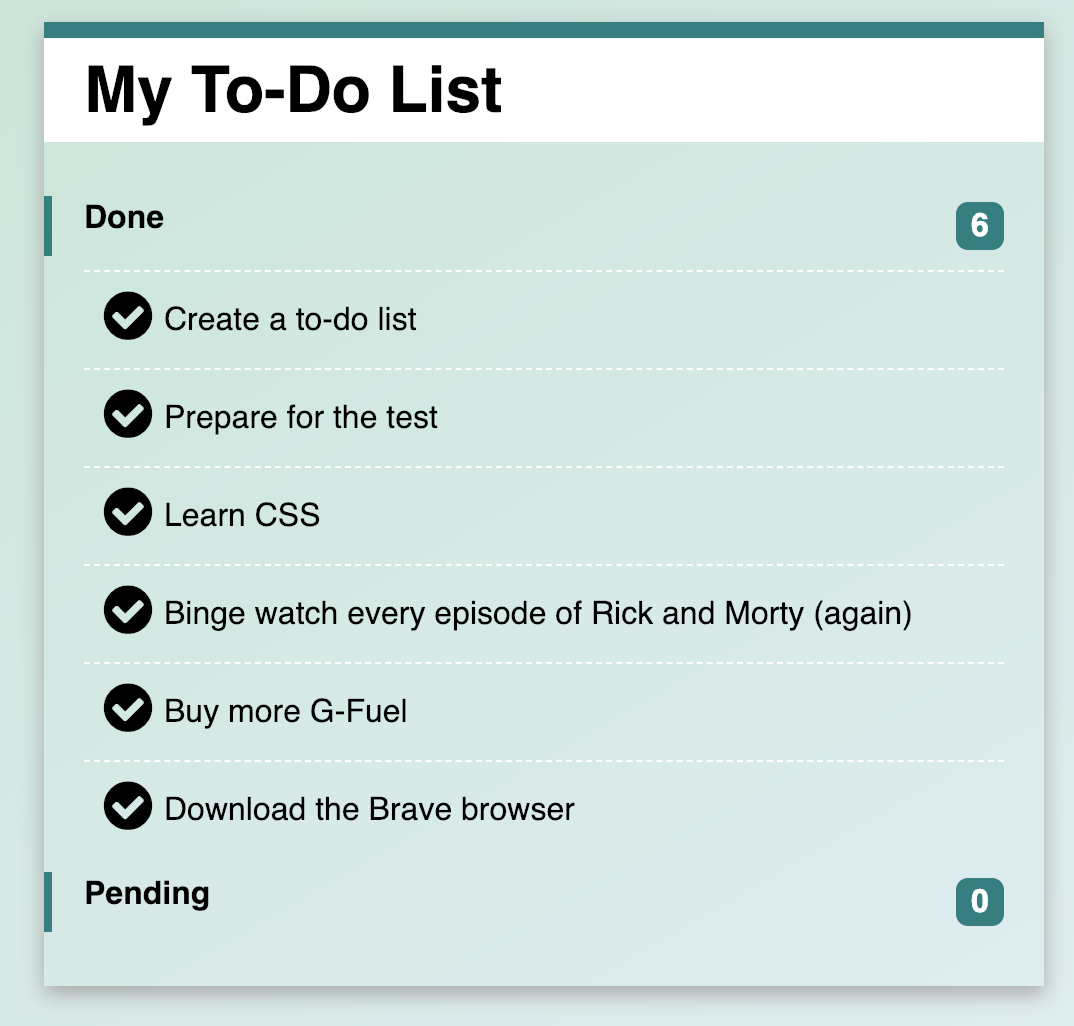 My To-Do List
Done
6
Create a to-do list
Prepare for the test
Learn CSS
Binge watch every episode of Rick and Morty (again)
Buy more G-Fuel
Download the Brave browser
Pending
0